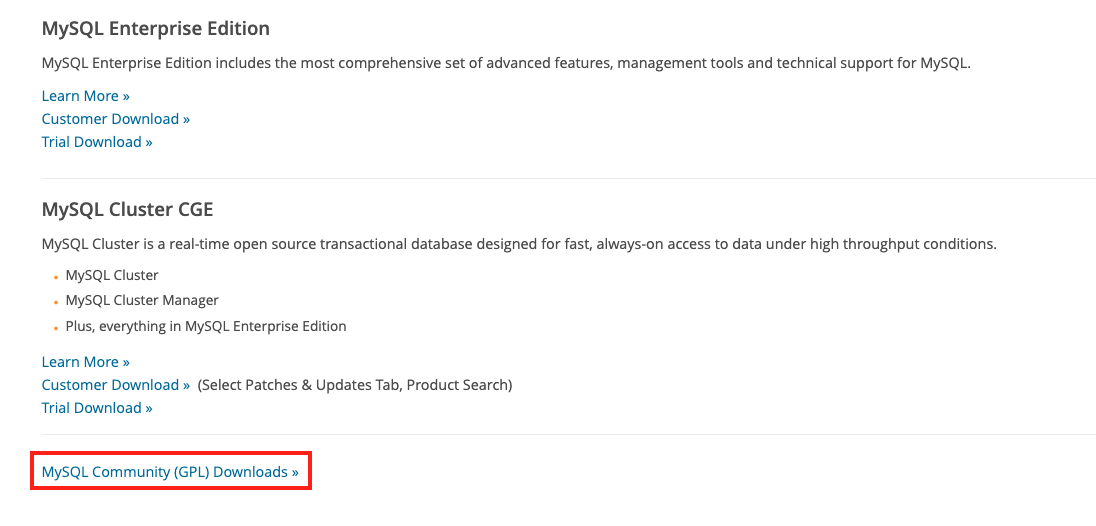 MySQL Enterprise Edition
MySQL Enterprise Edition includes the most comprehensive set of advanced features, management tools and technical support for MySQL.
Learn More »
Customer Download »
Trial Download »
MySQL Cluster CGE
MySQL Cluster is a real-time open source transactional database designed for fast, always-on access to data under high throughput conditions.
• MySQL Cluster
• MySQL Cluster Manager
• Plus, everything in MySQL Enterprise Edition
Learn More »
Customer Download » (Select Patches & Updates Tab, Product Search)
Trial Download »
MySQL Community (GPL) Downloads »